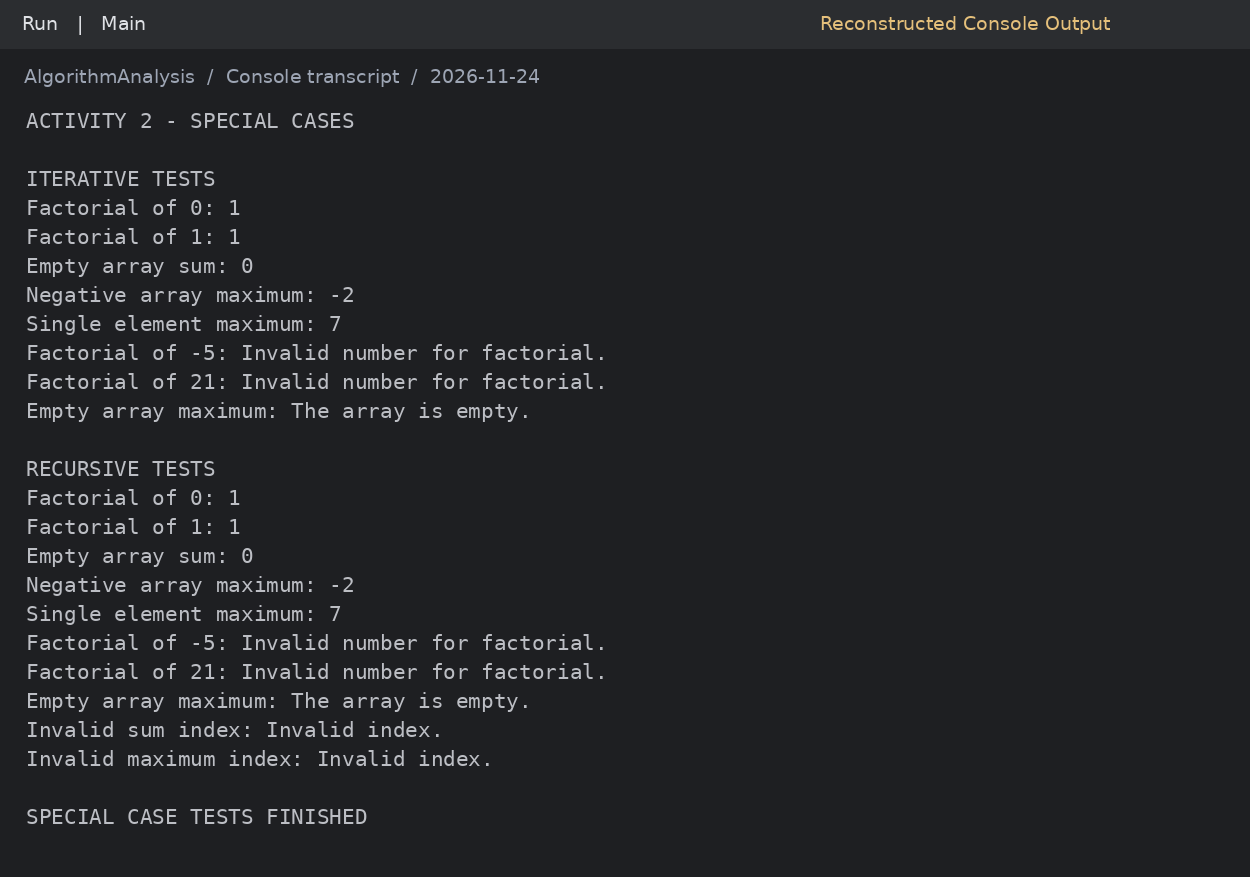 Run | Main Reconstructed Console Output
AlgorithmAnalysis / Console transcript / 2026-11-24
ACTIVITY 2 - SPECIAL CASES
ITERATIVE TESTS
Factorial of 0: 1
Factorial of 1: 1
Empty array sum: 0
Negative array maximum: -2
Single element maximum: 7
Factorial of -5: Invalid number for factorial.
Factorial of 21: Invalid number for factorial.
Empty array maximum: The array is empty.
RECURSIVE TESTS
Factorial of 0: 1
Factorial of 1: 1
Empty array sum: 0
Negative array maximum: -2
Single element maximum: 7
Factorial of -5: Invalid number for factorial.
Factorial of 21: Invalid number for factorial.
Empty array maximum: The array is empty.
Invalid sum index: Invalid index.
Invalid maximum index: Invalid index.
SPECIAL CASE TESTS FINISHED